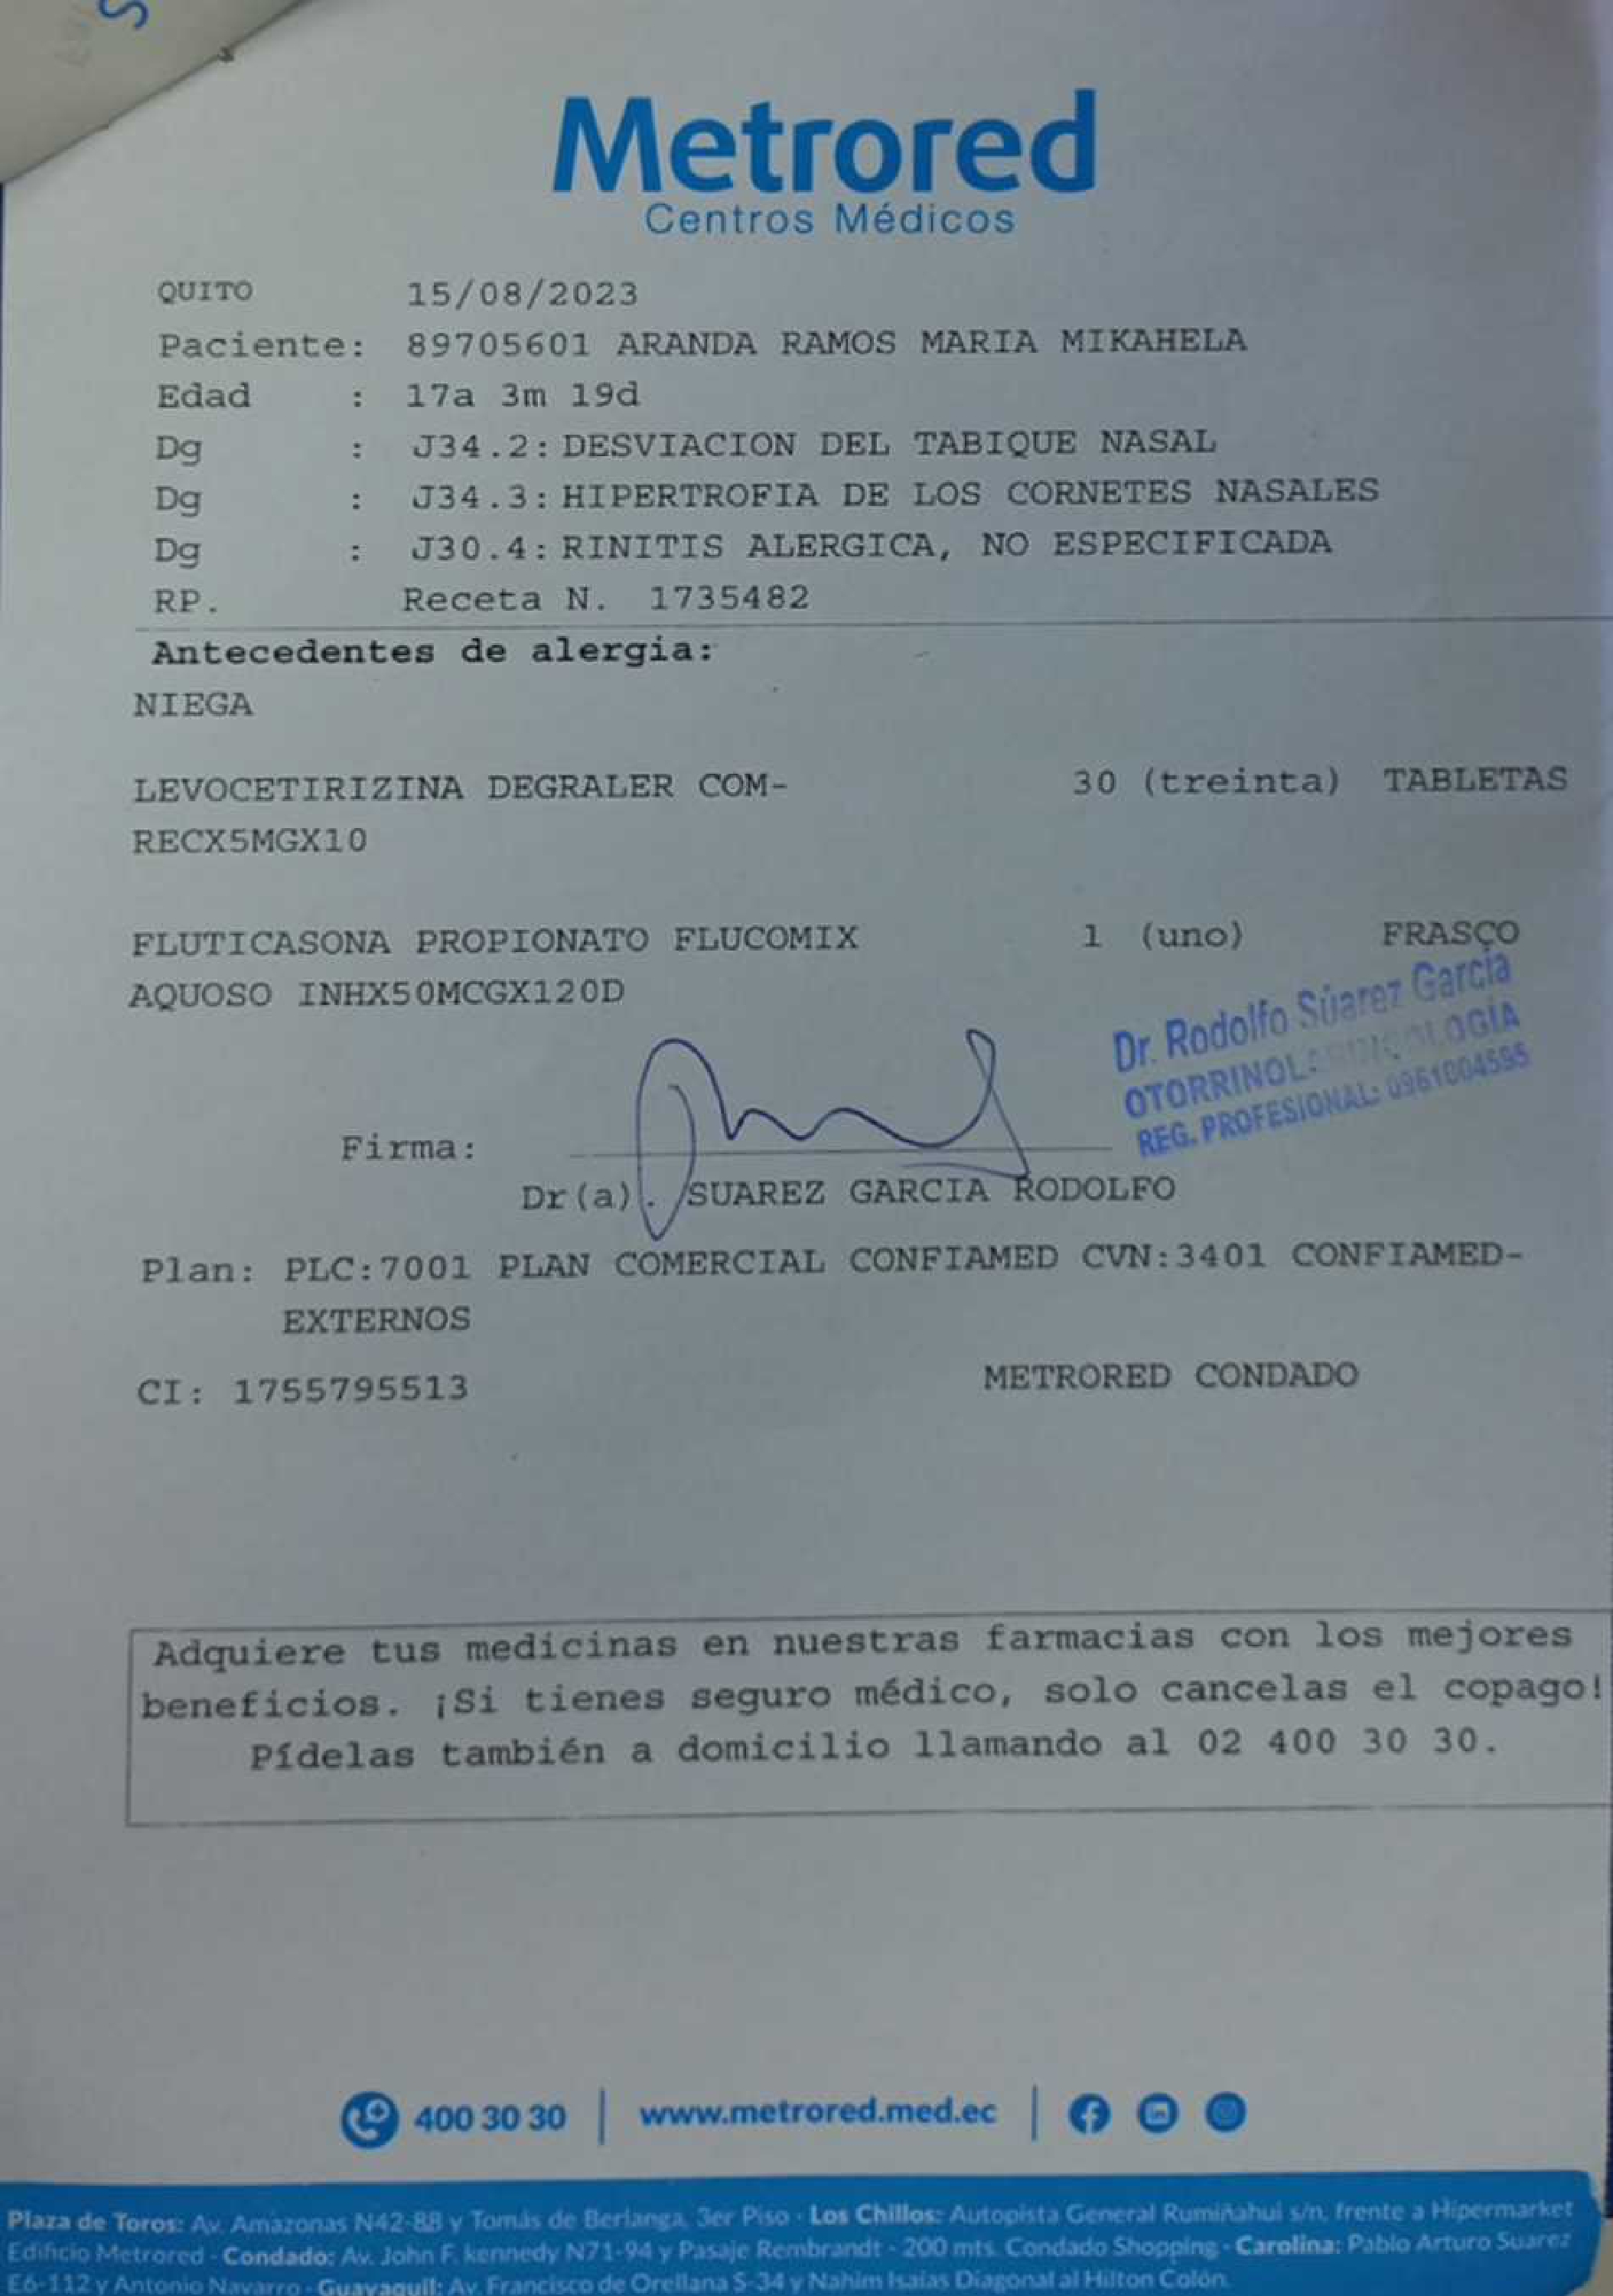 Metrored
Centros Médicos
QUITO 15/08/2023
Paciente: 89705601 ARANDA RAMOS MARIA MIKAHELA
Edad : 17a 3m 19d
Dg : J34.2: DESVIACION DEL TABIQUE NASAL
Dg : J34.3: HIPERTROFIA DE LOS CORNETES NASALES
Dg : J30.4: RINITIS ALERGICA, NO ESPECIFICADA
RP. Receta N. 1735482
Antecedentes de alergia:
NIEGA
LEVOCETIRIZINA DEGRALER COM- 30 (treinta) TABLETAS
RECX5MGX10
FLUTICASONA PROPIONATO FLUCOMIX 1 (uno) FRASCO
AQUOSO INHX50MCGX120D
Dr. Rodolfo Súarez García
OTORRINOLARINGOLOGÍA
REG. PROFESIONAL: 0961804595
Firma:
Dr(a). SUAREZ GARCIA RODOLFO
Plan: PLC:7001 PLAN COMERCIAL CONFIAMED CVN:3401 CONFIAMED-
EXTERNOS
CI: 1755795513 METRORED CONDADO
Adquiere tus medicinas en nuestras farmacias con los mejores
beneficios. ¡Si tienes seguro médico, solo cancelas el copago!
Pídelas también a domicilio llamando al 02 400 30 30.
400 30 30 www.metrored.med.ec
Plaza de Toros: Av. Amazonas N42-88 y Tomás de Berlanga, 3er Piso - Los Chillos: Autopista General Rumiñahui s/n, frente a Hipermarket
Edificio Metrored - Condado: Av. John F. kennedy N71-94 y Pasaje Rembrandt - 200 mts. Condado Shopping - Carolina: Pablo Arturo Suarez
E6-112 y Antonio Navarro - Guayaquil: Av. Francisco de Orellana S-34 y Nahim Isaías Diagonal al Hilton Colón.